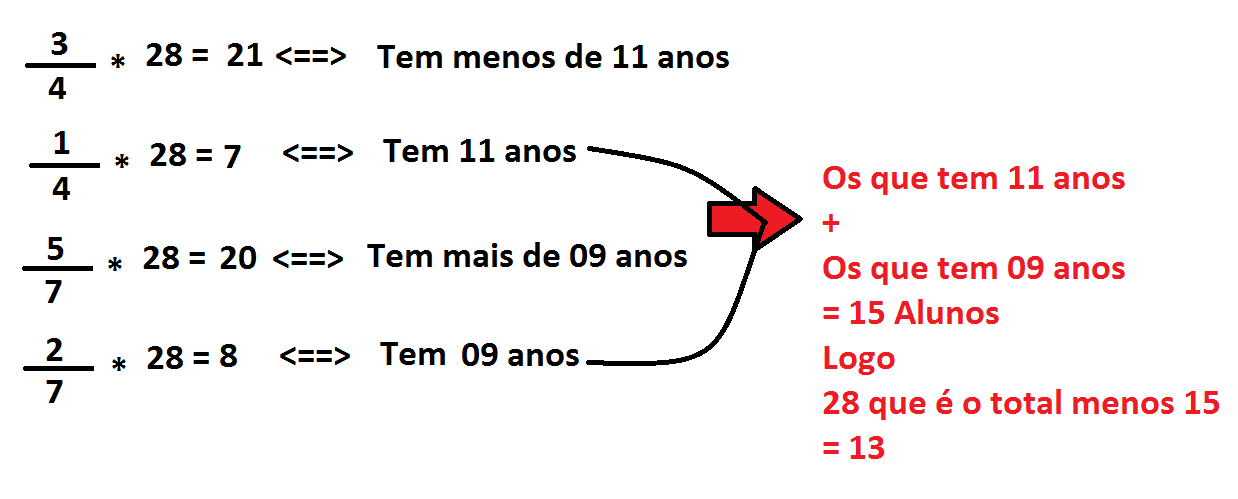 3/4 * 28 = 21 <==> Tem menos de 11 anos
1/4 * 28 = 7 <==> Tem 11 anos
5/7 * 28 = 20 <==> Tem mais de 09 anos
2/7 * 28 = 8 <==> Tem 09 anos
Os que tem 11 anos
+
Os que tem 09 anos
= 15 Alunos
Logo
28 que é o total menos 15
= 13